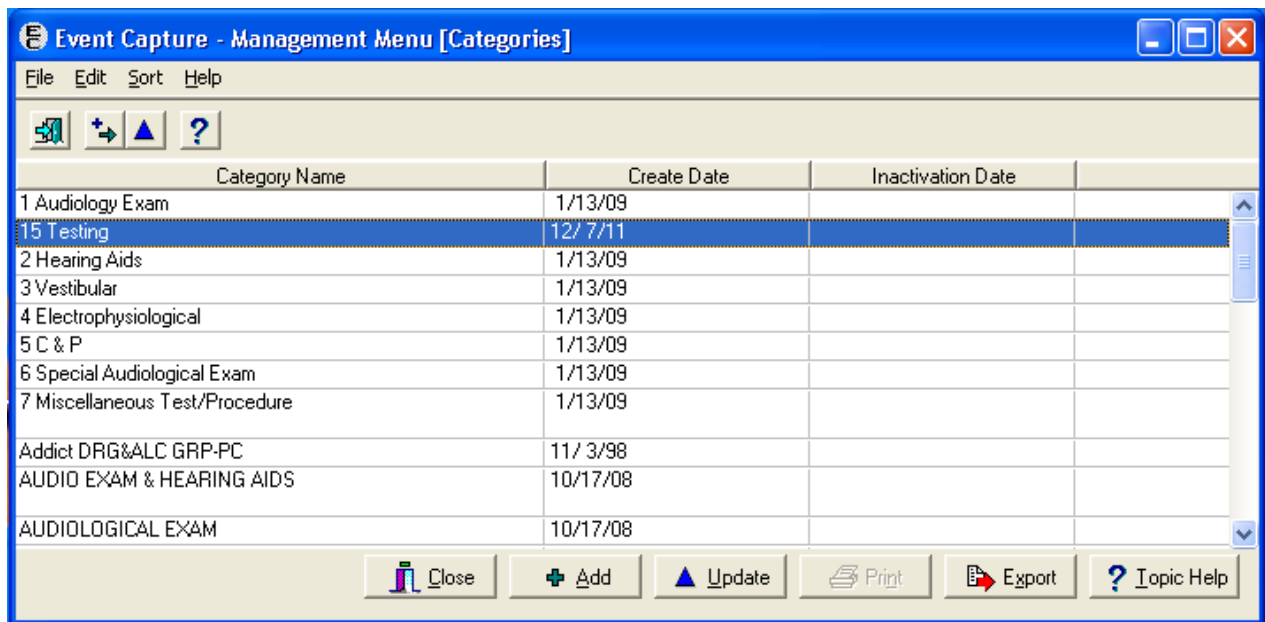 Event Capture - Management Menu [Categories]
File Edit Sort Help
?
Category Name Create Date Inactivation Date
1 Audiology Exam 1/13/09
15 Testing 12/ 7/11
2 Hearing Aids 1/13/09
3 Vestibular 1/13/09
4 Electrophysiological 1/13/09
5 C & P 1/13/09
6 Special Audiological Exam 1/13/09
7 Miscellaneous Test/Procedure 1/13/09
Addict DRG&ALC GRP-PC 11/ 3/98
AUDIO EXAM & HEARING AIDS 10/17/08
AUDIOLOGICAL EXAM 10/17/08
Close Add Update Print Export ? Topic Help